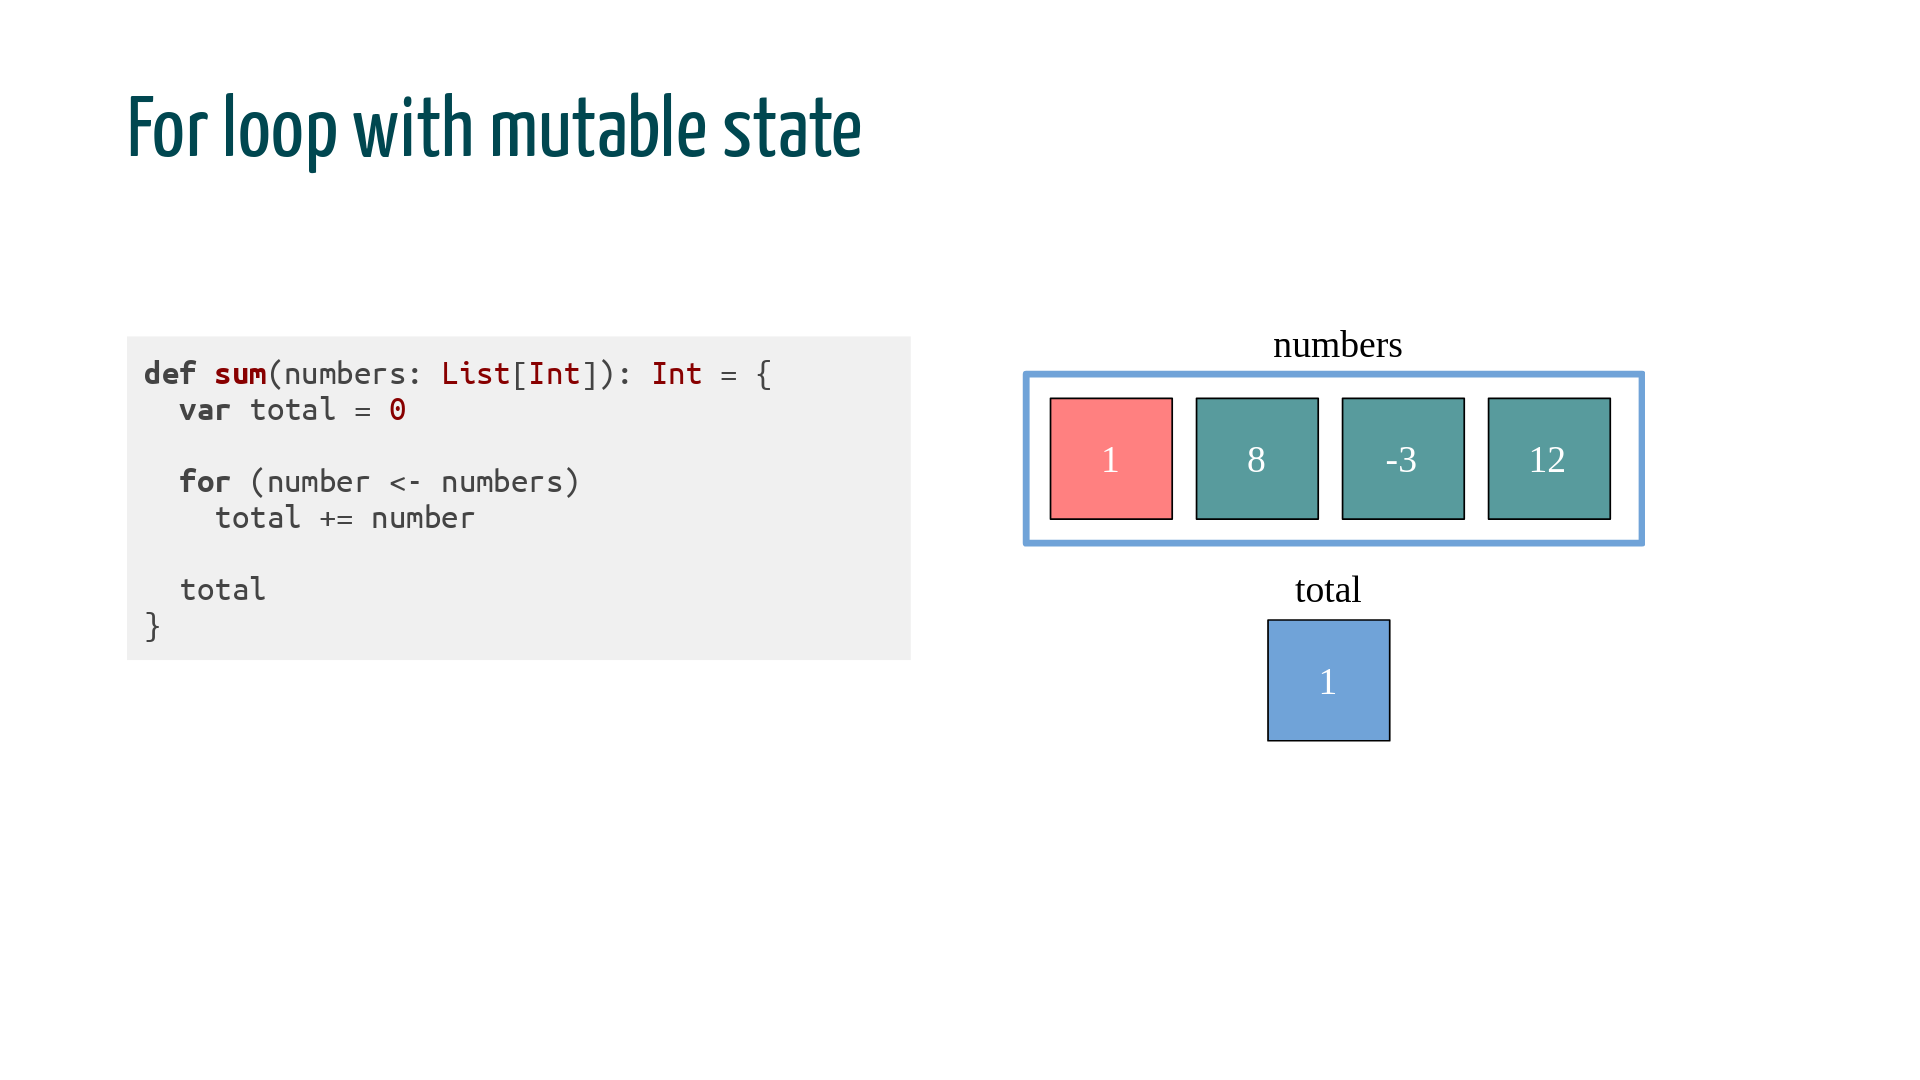 For loop with mutable state
def sum(numbers: List[Int]): Int = {
  var total = 0

  for (number <- numbers)
    total += number

  total
}
numbers
1 8 -3 12
total
1